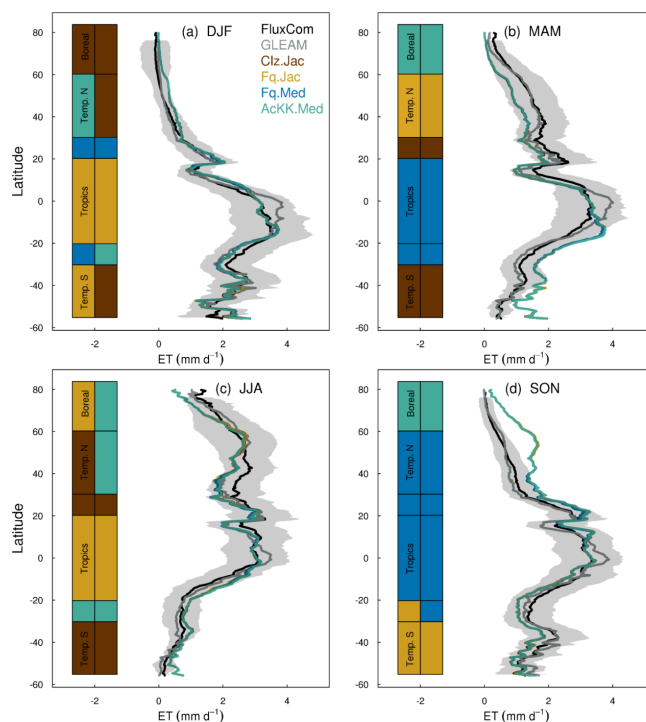 (a) DJF
FluxCom
GLEAM
Clz.Jac
Fq.Jac
Fq.Med
AcKK.Med
Latitude
80
60
40
20
0
-20
-40
-60
Boreal
Temp. N
Tropics
Temp. S
-2 0 2 4
ET (mm d⁻¹)
(b) MAM
80
60
40
20
0
-20
-40
-60
Boreal
Temp. N
Tropics
Temp. S
-2 0 2 4
ET (mm d⁻¹)
(c) JJA
Latitude
80
60
40
20
0
-20
-40
-60
Boreal
Temp. N
Tropics
Temp. S
-2 0 2 4
ET (mm d⁻¹)
(d) SON
80
60
40
20
0
-20
-40
-60
Boreal
Temp. N
Tropics
Temp. S
-2 0 2 4
ET (mm d⁻¹)